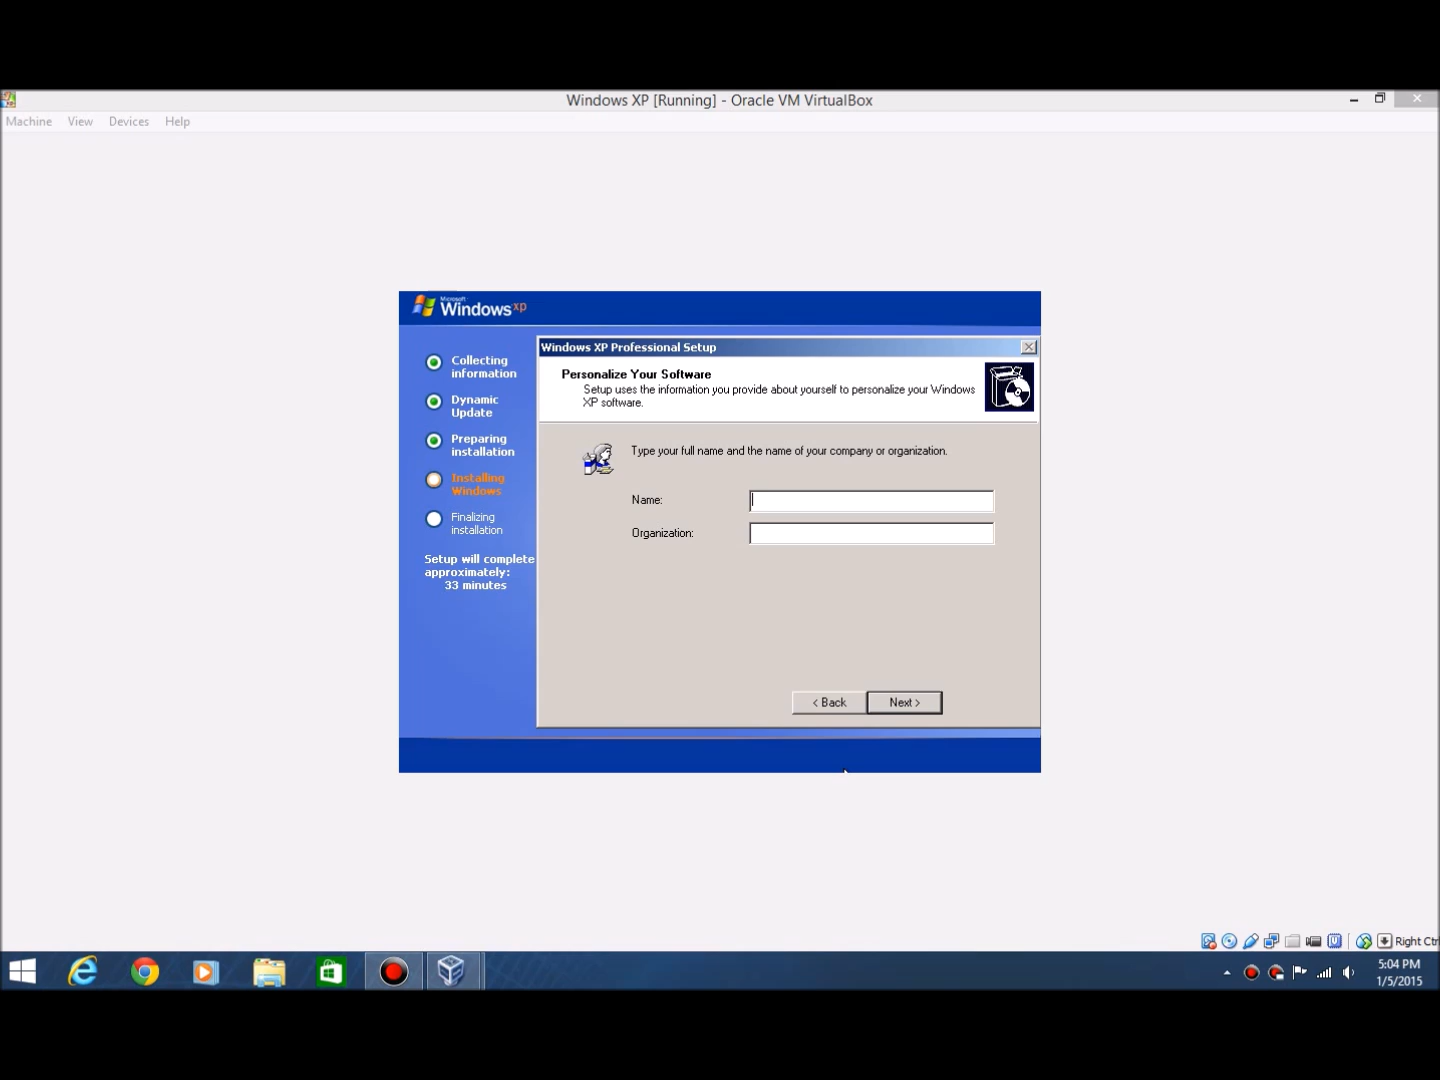 Windows XP [Running] - Oracle VM VirtualBox
Machine View Devices Help
Microsoft
Windows xp
Windows XP Professional Setup
Collecting
information
Dynamic
Update
Preparing
installation
Installing
Windows
Finalizing
installation
Setup will complete
approximately:
33 minutes
Personalize Your Software
Setup uses the information you provide about yourself to personalize your Windows
XP software.
Type your full name and the name of your company or organization.
Name:
Organization:
< Back
Next >
Right Ctr
5:04 PM
1/5/2015